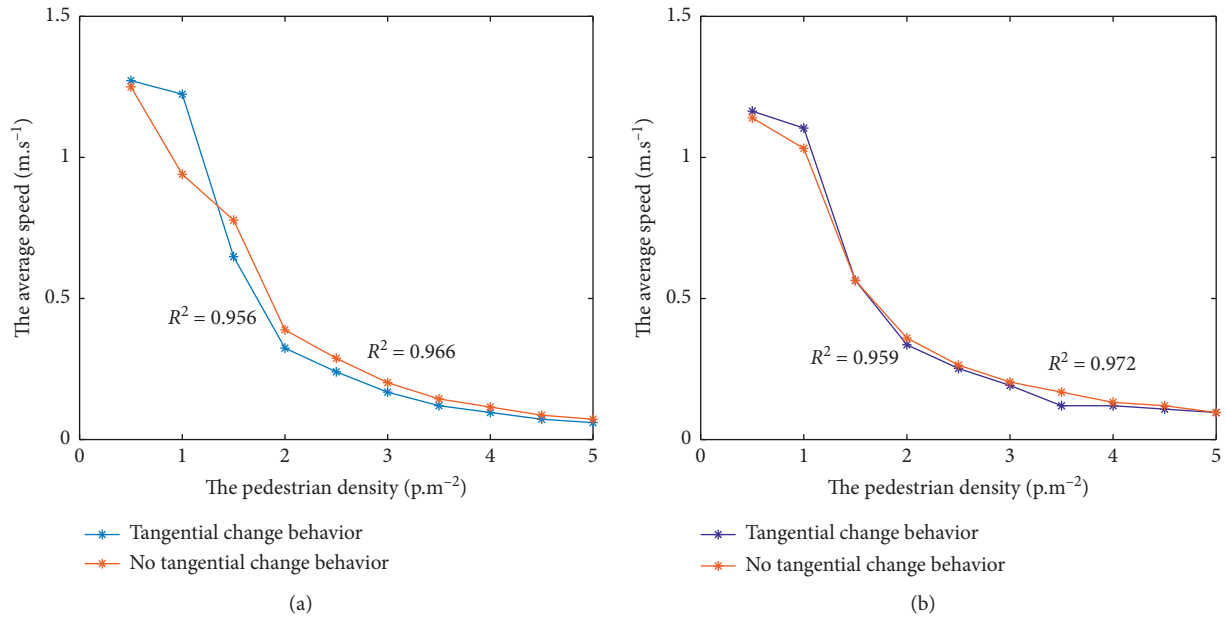 1.5
1
0.5
0
The average speed (m.s⁻¹)
R² = 0.956
R² = 0.966
0 1 2 3 4 5
The pedestrian density (p.m⁻²)
Tangential change behavior
No tangential change behavior
(a)
1.5
1
0.5
0
The average speed (m.s⁻¹)
R² = 0.959
R² = 0.972
0 1 2 3 4 5
The pedestrian density (p.m⁻²)
Tangential change behavior
No tangential change behavior
(b)